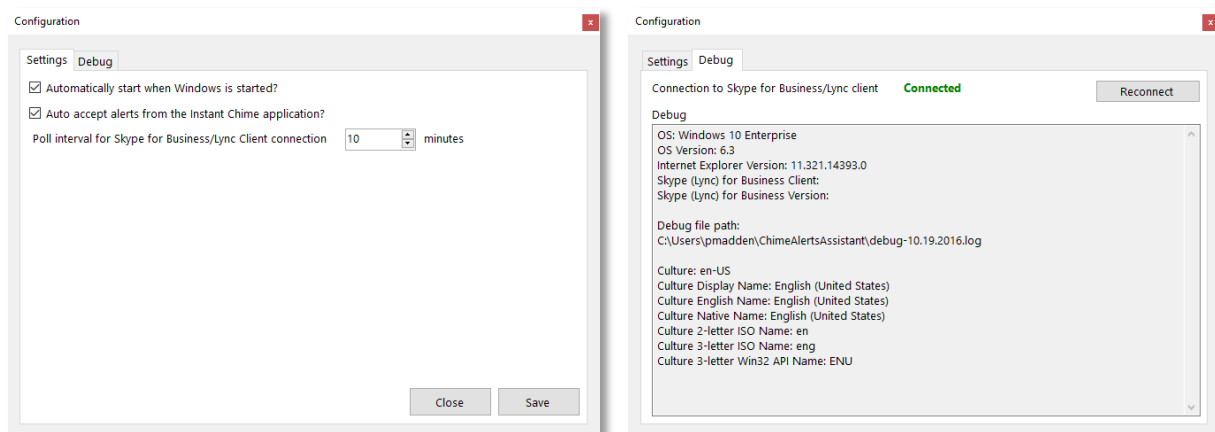 Configuration
x
Settings
Debug
Automatically start when Windows is started?
Auto accept alerts from the Instant Chime application?
Poll interval for Skype for Business/Lync Client connection
10
minutes
Close
Save
Configuration
x
Settings
Debug
Connection to Skype for Business/Lync client
Connected
Reconnect
Debug
OS: Windows 10 Enterprise
OS Version: 6.3
Internet Explorer Version: 11.321.14393.0
Skype (Lync) for Business Client:
Skype (Lync) for Business Version:
Debug file path:
C:\Users\pmadden\ChimeAlertsAssistant\debug-10.19.2016.log
Culture: en-US
Culture Display Name: English (United States)
Culture English Name: English (United States)
Culture Native Name: English (United States)
Culture 2-letter ISO Name: en
Culture 3-letter ISO Name: eng
Culture 3-letter Win32 API Name: ENU